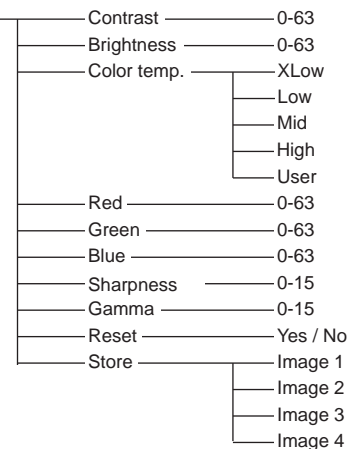 Contrast 0-63
Brightness 0-63
Color temp. XLow
Low
Mid
High
User
Red 0-63
Green 0-63
Blue 0-63
Sharpness 0-15
Gamma 0-15
Reset Yes / No
Store Image 1
Image 2
Image 3
Image 4